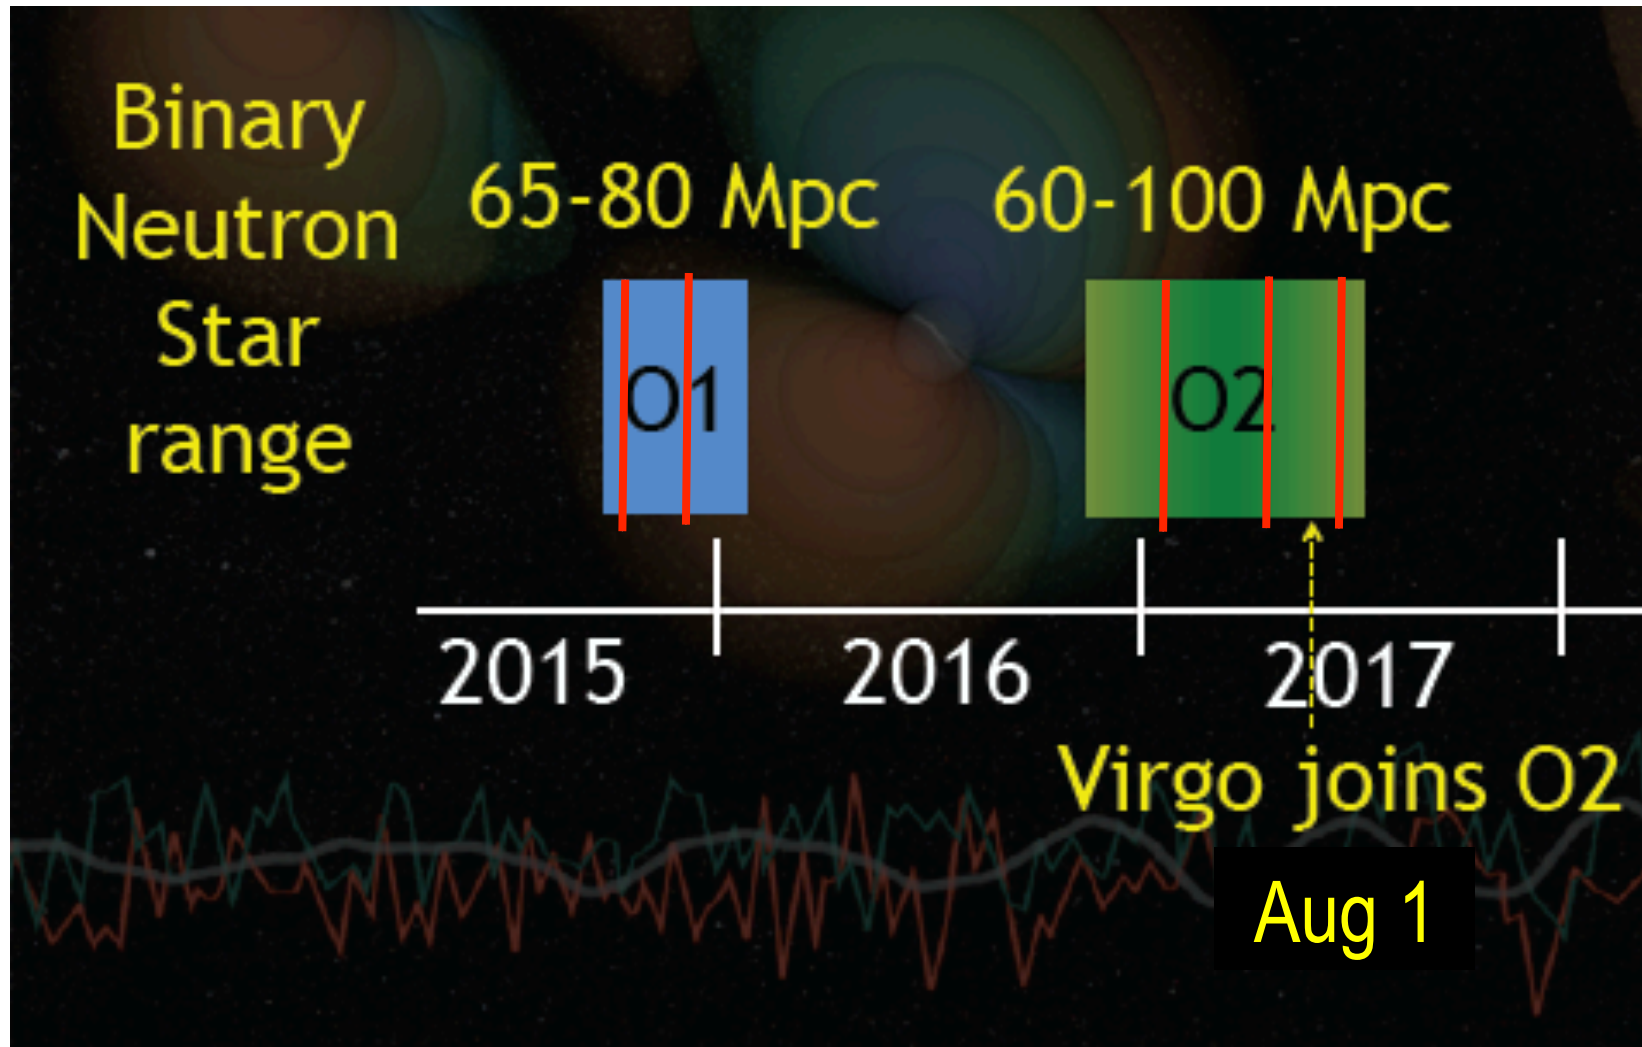 Binary
Neutron
Star
range
65-80 Mpc
60-100 Mpc
O1
O2
2015
2016
2017
Virgo joins O2
Aug 1